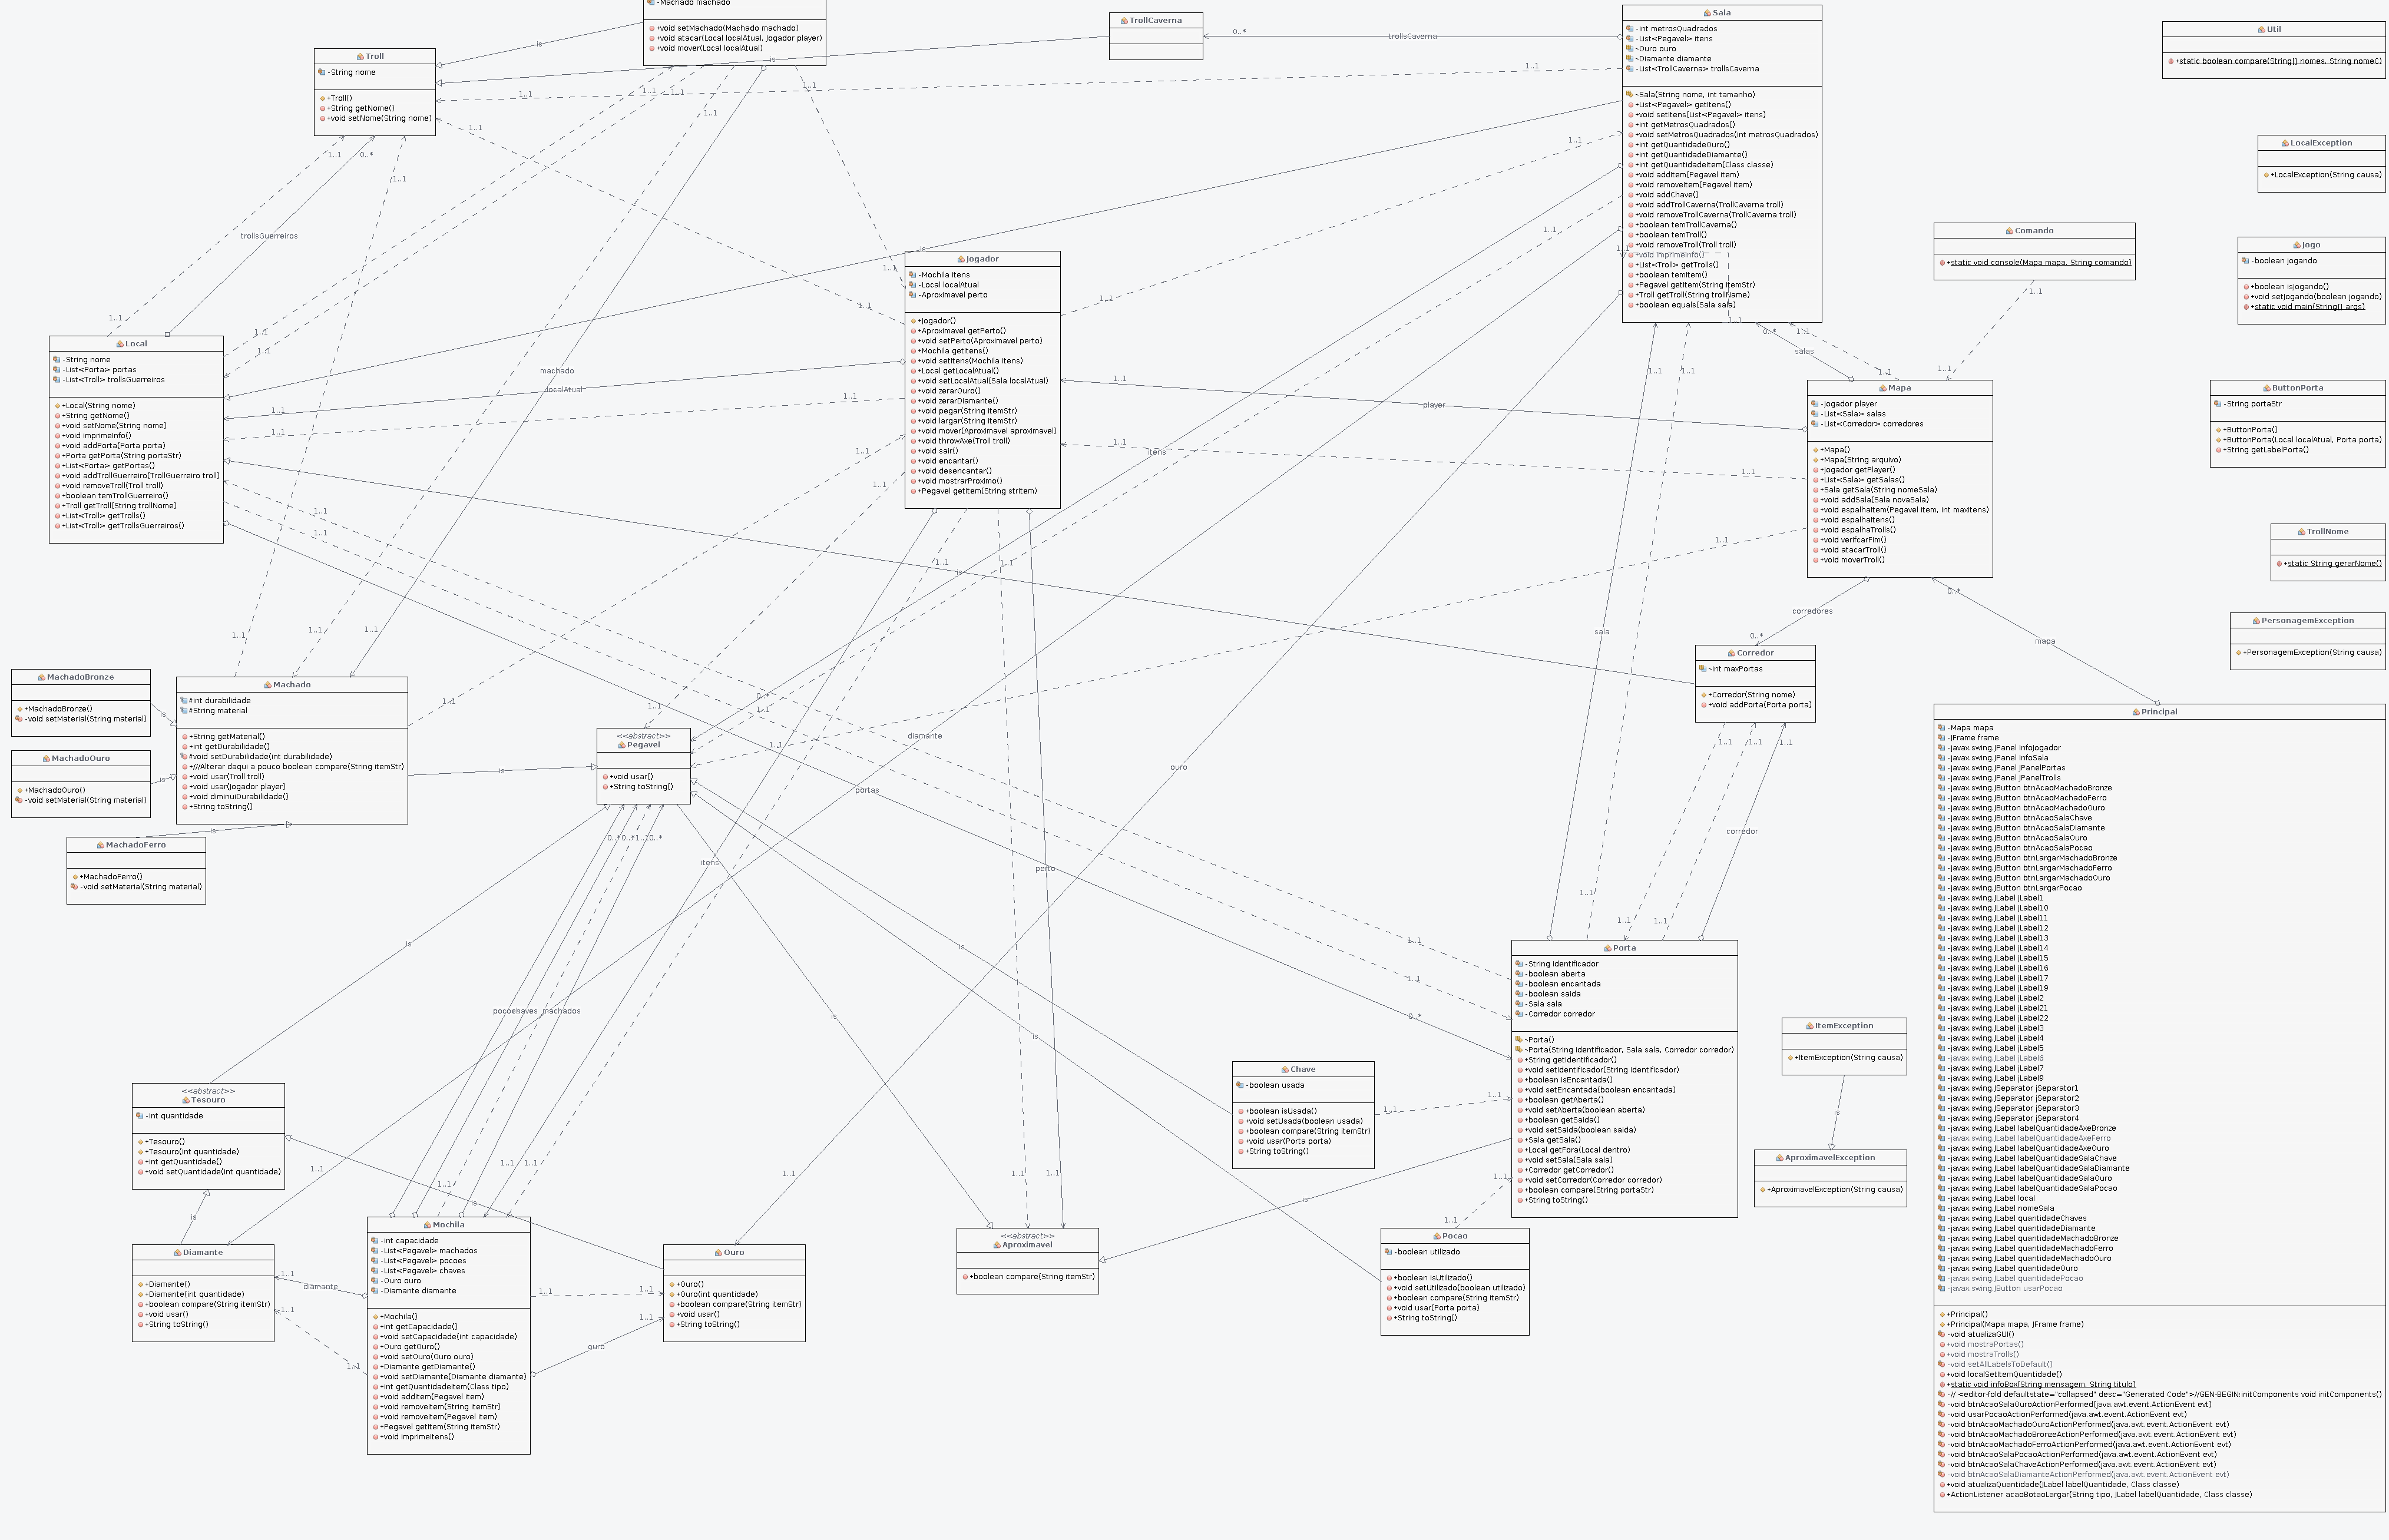 -Machado machado
+void setMachado(Machado machado)
+void atacar(Local localAtual, Jogador player)
+void mover(Local localAtual)
TrollCaverna
Troll
-String nome
+Troll()
+String getNome()
+void setNome(String nome)
Sala
-int metrosQuadrados
-List<Pegavel> itens
~Ouro ouro
~Diamante diamante
-List<TrollCaverna> trollsCaverna
~Sala(String nome, int tamanho)
+List<Pegavel> getItens()
+void setItens(List<Pegavel> itens)
+int getMetrosQuadrados()
+void setMetrosQuadrados(int metrosQuadrados)
+int getQuantidadeOuro()
+int getQuantidadeDiamante()
+int getQuantidadeItem(Class classe)
+void addItem(Pegavel item)
+void removeItem(Pegavel item)
+void addChave()
+void addTrollCaverna(TrollCaverna troll)
+void removeTrollCaverna(TrollCaverna troll)
+boolean temTrollCaverna()
+boolean temTroll()
+void removeTroll(Troll troll)
+void imprimeInfo()
+List<Troll> getTrolls()
+boolean temItem()
+Pegavel getItem(String itemStr)
+Troll getTroll(String trollName)
+boolean equals(Sala sala)
Util
+static boolean compare(String[] nomes, String nomeC)
LocalException
+LocalException(String causa)
Comando
+static void console(Mapa mapa, String comando)
Jogo
-boolean jogando
+boolean isJogando()
+void setJogando(boolean jogando)
+static void main(String[] args)
Jogador
-Mochila itens
-Local localAtual
-Aproximavel perto
+Jogador()
+Aproximavel getPerto()
+void setPerto(Aproximavel perto)
+Mochila getItens()
+void setItens(Mochila itens)
+Local getLocalAtual()
+void setLocalAtual(Sala localAtual)
+void zerarOuro()
+void zerarDiamante()
+void pegar(String itemStr)
+void largar(String itemStr)
+void mover(Aproximavel aproximavel)
+void throwAxe(Troll troll)
+void sair()
+void encantar()
+void desencantar()
+void mostrarProximo()
+Pegavel getItem(String strItem)
Local
-String nome
-List<Porta> portas
-List<Troll> trollsGuerreiros
+Local(String nome)
+String getNome()
+void setNome(String nome)
+void imprimeInfo()
+void addPorta(Porta porta)
+Porta getPorta(String portaStr)
+List<Porta> getPortas()
+void addTrollGuerreiro(TrollGuerreiro troll)
+void removeTroll(Troll troll)
+boolean temTrollGuerreiro()
+Troll getTroll(String trollName)
+List<Troll> getTrolls()
+List<Troll> getTrollsGuerreiros()
Mapa
-Jogador player
-List<Sala> salas
-List<Corredor> corredores
+Mapa()
+Mapa(String arquivo)
+Jogador getPlayer()
+List<Sala> getSalas()
+Sala getSala(String nomeSala)
+void addSala(Sala novaSala)
+void espalhaItem(Pegavel item, int maxItens)
+void espalhaItens()
+void espalhaTrolls()
+void verifcarFim()
+void atacarTroll()
+void moverTroll()
ButtonPorta
-String portaStr
+ButtonPorta()
+ButtonPorta(Local localAtual, Porta porta)
+String getLabelPorta()
TrollNome
+static String gerarNome()
PersonagemException
+PersonagemException(String causa)
Corredor
~int maxPortas
+Corredor(String nome)
+void addPorta(Porta porta)
MachadoBronze
+MachadoBronze()
-void setMaterial(String material)
MachadoOuro
+MachadoOuro()
-void setMaterial(String material)
MachadoFerro
+MachadoFerro()
-void setMaterial(String material)
Machado
#int durabilidade
#String material
+String getMaterial()
+int getDurabilidade()
#void setDurabilidade(int durabilidade)
+///Alterar daqui a pouco boolean compare(String itemStr)
+void usar(Troll troll)
+void usar(Jogador player)
+void diminuiDurabilidade()
+String toString()
<<abstract>>
Pegavel
+void usar()
+String toString()
Principal
-Mapa mapa
-JFrame frame
-javax.swing.JPanel InfoJogador
-javax.swing.JPanel InfoSala
-javax.swing.JPanel JPanelPortas
-javax.swing.JPanel JPanelTrolls
-javax.swing.JButton btnAcaoMachadoBronze
-javax.swing.JButton btnAcaoMachadoFerro
-javax.swing.JButton btnAcaoMachadoOuro
-javax.swing.JButton btnAcaoSalaChave
-javax.swing.JButton btnAcaoSalaDiamante
-javax.swing.JButton btnAcaoSalaOuro
-javax.swing.JButton btnAcaoSalaPocao
-javax.swing.JButton btnLargarMachadoBronze
-javax.swing.JButton btnLargarMachadoFerro
-javax.swing.JButton btnLargarMachadoOuro
-javax.swing.JButton btnLargarPocao
-javax.swing.JLabel jLabel1
-javax.swing.JLabel jLabel10
-javax.swing.JLabel jLabel11
-javax.swing.JLabel jLabel12
-javax.swing.JLabel jLabel13
-javax.swing.JLabel jLabel14
-javax.swing.JLabel jLabel15
-javax.swing.JLabel jLabel16
-javax.swing.JLabel jLabel17
-javax.swing.JLabel jLabel19
-javax.swing.JLabel jLabel2
-javax.swing.JLabel jLabel21
-javax.swing.JLabel jLabel22
-javax.swing.JLabel jLabel3
-javax.swing.JLabel jLabel4
-javax.swing.JLabel jLabel5
-javax.swing.JLabel jLabel6
-javax.swing.JLabel jLabel7
-javax.swing.JLabel jLabel9
-javax.swing.JSeparator jSeparator1
-javax.swing.JSeparator jSeparator2
-javax.swing.JSeparator jSeparator3
-javax.swing.JSeparator jSeparator4
-javax.swing.JLabel labelQuantidadeAxeBronze
-javax.swing.JLabel labelQuantidadeAxeFerro
-javax.swing.JLabel labelQuantidadeAxeOuro
-javax.swing.JLabel labelQuantidadeSalaChave
-javax.swing.JLabel labelQuantidadeSalaDiamante
-javax.swing.JLabel labelQuantidadeSalaOuro
-javax.swing.JLabel labelQuantidadeSalaPocao
-javax.swing.JLabel local
-javax.swing.JLabel nomeSala
-javax.swing.JLabel quantidadeChaves
-javax.swing.JLabel quantidadeDiamante
-javax.swing.JLabel quantidadeMachadoBronze
-javax.swing.JLabel quantidadeMachadoFerro
-javax.swing.JLabel quantidadeMachadoOuro
-javax.swing.JLabel quantidadeOuro
-javax.swing.JLabel quantidadePocao
-javax.swing.JButton usarPocao
+Principal()
+Principal(Mapa mapa, JFrame frame)
-void atualizaGUI()
+void mostraPortas()
+void mostraTrolls()
-void setAllLabelsToDefault()
+void localSetItemQuantidade()
+static void infoBox(String mensagem, String titulo)
-// <editor-fold defaultstate="collapsed" desc="Generated Code">//GEN-BEGIN:initComponents void initComponents()
-void btnAcaoSalaOuroActionPerformed(java.awt.event.ActionEvent evt)
-void usarPocaoActionPerformed(java.awt.event.ActionEvent evt)
-void btnAcaoMachadoOuroActionPerformed(java.awt.event.ActionEvent evt)
-void btnAcaoMachadoBronzeActionPerformed(java.awt.event.ActionEvent evt)
-void btnAcaoMachadoFerroActionPerformed(java.awt.event.ActionEvent evt)
-void btnAcaoSalaPocaoActionPerformed(java.awt.event.ActionEvent evt)
-void btnAcaoSalaChaveActionPerformed(java.awt.event.ActionEvent evt)
-void btnAcaoSalaDiamanteActionPerformed(java.awt.event.ActionEvent evt)
+void atualizaQuantidade(JLabel labelQuantidade, Class classe)
+ActionListener acaoBotaoLargar(String tipo, JLabel labelQuantidade, Class classe)
Porta
-String identificador
-boolean aberta
-boolean encantada
-boolean saida
-Sala sala
-Corredor corredor
~Porta()
~Porta(String identificador, Sala sala, Corredor corredor)
+String getIdentificador()
+void setIdentificador(String identificador)
+boolean isEncantada()
+void setEncantada(boolean encantada)
+boolean getAberta()
+void setAberta(boolean aberta)
+boolean getSaida()
+void setSaida(boolean saida)
+Sala getSala()
+Local getFora(Local dentro)
+void setSala(Sala sala)
+Corredor getCorredor()
+void setCorredor(Corredor corredor)
+boolean compare(String portaStr)
+String toString()
ItemException
+ItemException(String causa)
AproximavelException
+AproximavelException(String causa)
Chave
-boolean usada
+boolean isUsada()
+void setUsada(boolean usada)
+boolean compare(String itemStr)
+void usar(Porta porta)
+String toString()
<<abstract>>
Tesouro
-int quantidade
+Tesouro()
+Tesouro(int quantidade)
+int getQuantidade()
+void setQuantidade(int quantidade)
Diamante
+Diamante()
+Diamante(int quantidade)
+boolean compare(String itemStr)
+void usar()
+String toString()
Mochila
-int capacidade
-List<Pegavel> machados
-List<Pegavel> pocoes
-List<Pegavel> chaves
-Ouro ouro
-Diamante diamante
+Mochila()
+int getCapacidade()
+void setCapacidade(int capacidade)
+Ouro getOuro()
+void setOuro(Ouro ouro)
+Diamante getDiamante()
+void setDiamante(Diamante diamante)
+int getQuantidadeItem(Class tipo)
+void addItem(Pegavel item)
+void removeItem(String itemStr)
+void removeItem(Pegavel item)
+Pegavel getItem(String itemStr)
+void imprimeItens()
Ouro
+Ouro()
+Ouro(int quantidade)
+boolean compare(String itemStr)
+void usar()
+String toString()
<<abstract>>
Aproximavel
+boolean compare(String itemStr)
Pocao
-boolean utilizado
+boolean isUtilizado()
+void setUtilizado(boolean utilizado)
+boolean compare(String itemStr)
+void usar(Porta porta)
+String toString()
is
is
trollsCaverna
0..*
trollsGuerreiros
0..*
machado
localAtual
player
salas
0..*
corredores
0..*
mapa
0..*
itens
0..*
diamante
ouro
portas
0..*
sala
corredor
perto
itens
machados
diamante
ouro
1..1